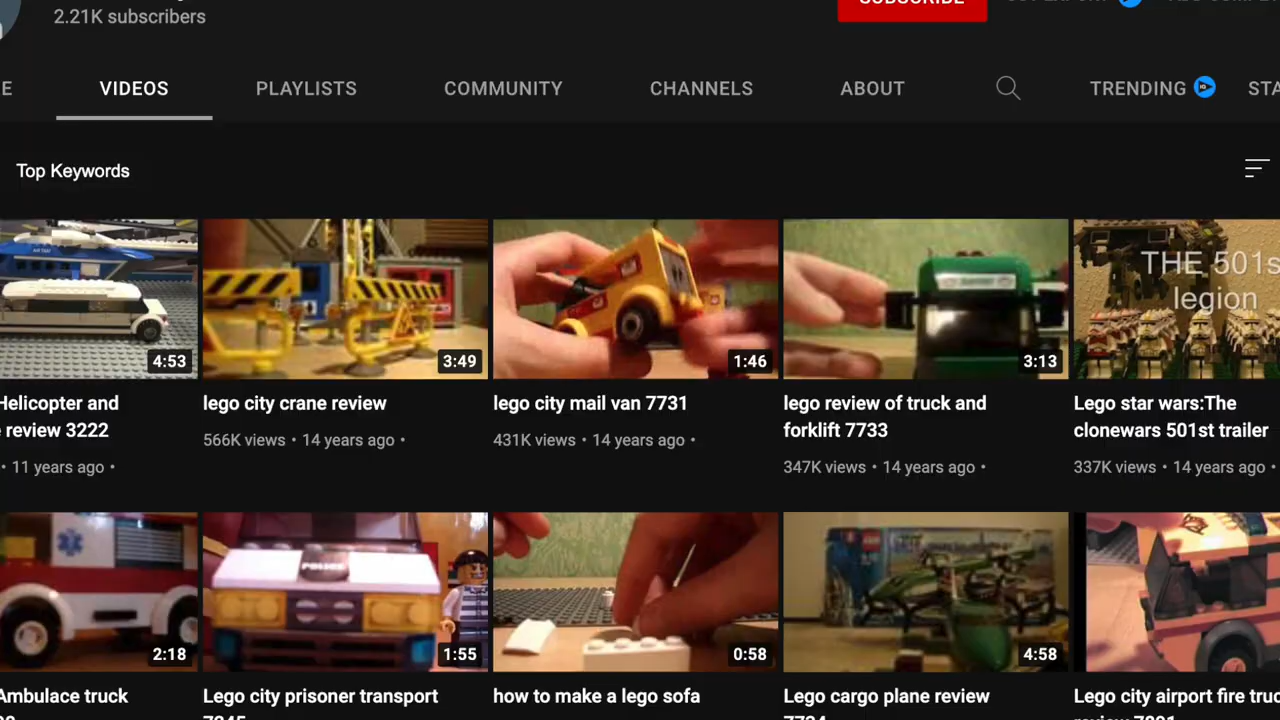 2.21K subscribers
SUBSCRIBE
E VIDEOS PLAYLISTS COMMUNITY CHANNELS ABOUT TRENDING STA
Top Keywords
THE 501s
legion
4:53 3:49 1:46 3:13
Helicopter and
review 3222
• 11 years ago •
lego city crane review
566K views • 14 years ago •
lego city mail van 7731
431K views • 14 years ago •
lego review of truck and
forklift 7733
347K views • 14 years ago •
Lego star wars:The
clonewars 501st trailer
337K views • 14 years ago •
POLICE
2:18 1:55 0:58 4:58
Ambulace truck
Lego city prisoner transport
how to make a lego sofa
Lego cargo plane review
Lego city airport fire truc